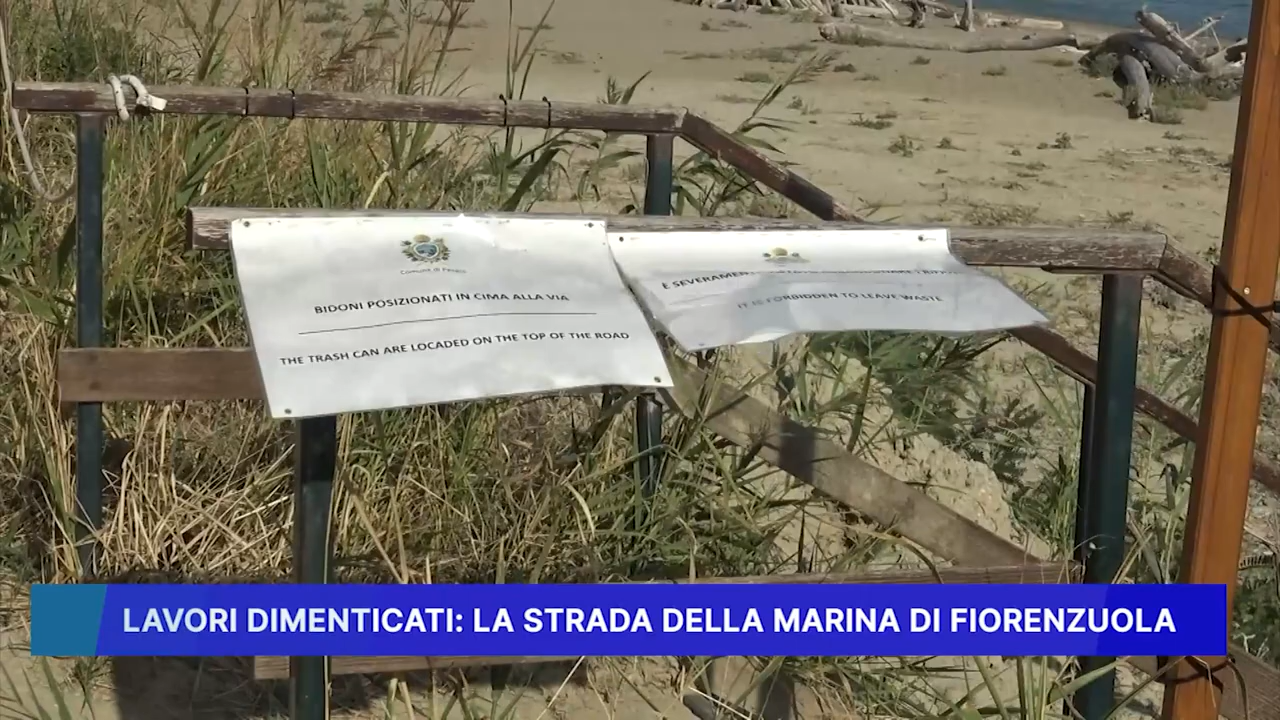 Comune di Pesaro
BIDONI POSIZIONATI IN CIMA ALLA VIA
THE TRASH CAN ARE LOCADED ON THE TOP OF THE ROAD
È SEVERAMENTE
IT IS FORBIDDEN TO LEAVE WASTE
LAVORI DIMENTICATI: LA STRADA DELLA MARINA DI FIORENZUOLA